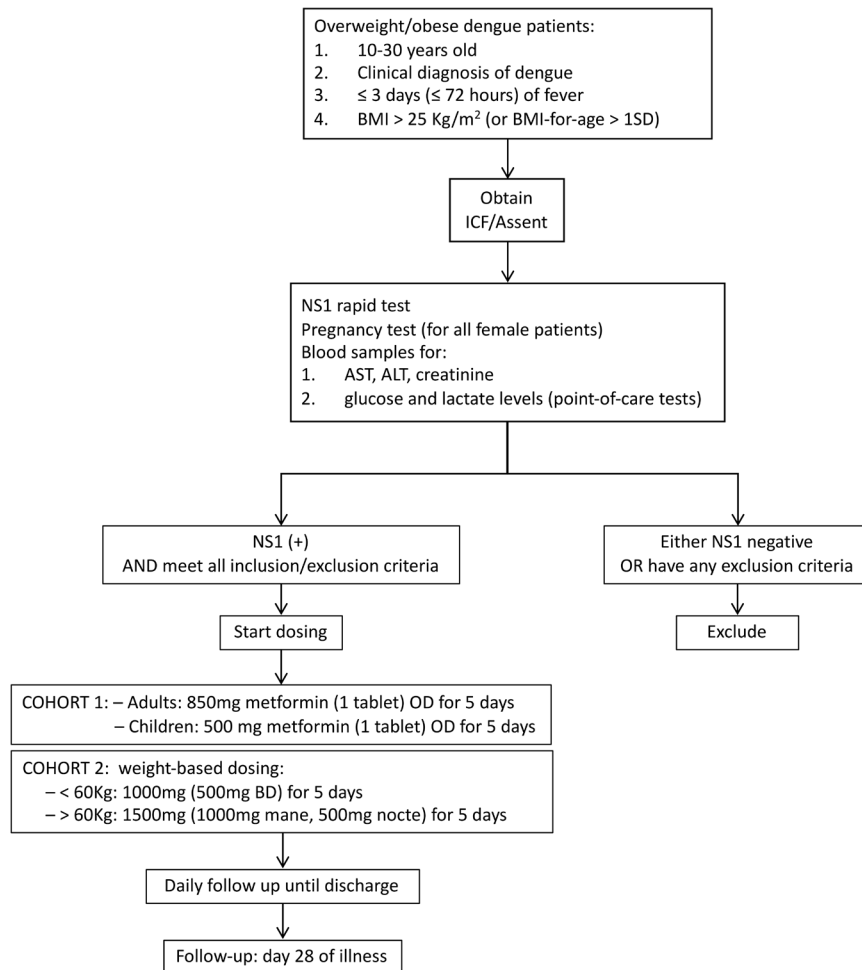 Overweight/obese dengue patients:
1. 10-30 years old
2. Clinical diagnosis of dengue
3. ≤ 3 days (≤ 72 hours) of fever
4. BMI > 25 Kg/m² (or BMI-for-age > 1SD)
Obtain
ICF/Assent
NS1 rapid test
Pregnancy test (for all female patients)
Blood samples for:
1. AST, ALT, creatinine
2. glucose and lactate levels (point-of-care tests)
NS1 (+)
AND meet all inclusion/exclusion criteria
Either NS1 negative
OR have any exclusion criteria
Start dosing
Exclude
COHORT 1: – Adults: 850mg metformin (1 tablet) OD for 5 days
– Children: 500 mg metformin (1 tablet) OD for 5 days
COHORT 2: weight-based dosing:
– < 60Kg: 1000mg (500mg BD) for 5 days
– > 60Kg: 1500mg (1000mg mane, 500mg nocte) for 5 days
Daily follow up until discharge
Follow-up: day 28 of illness